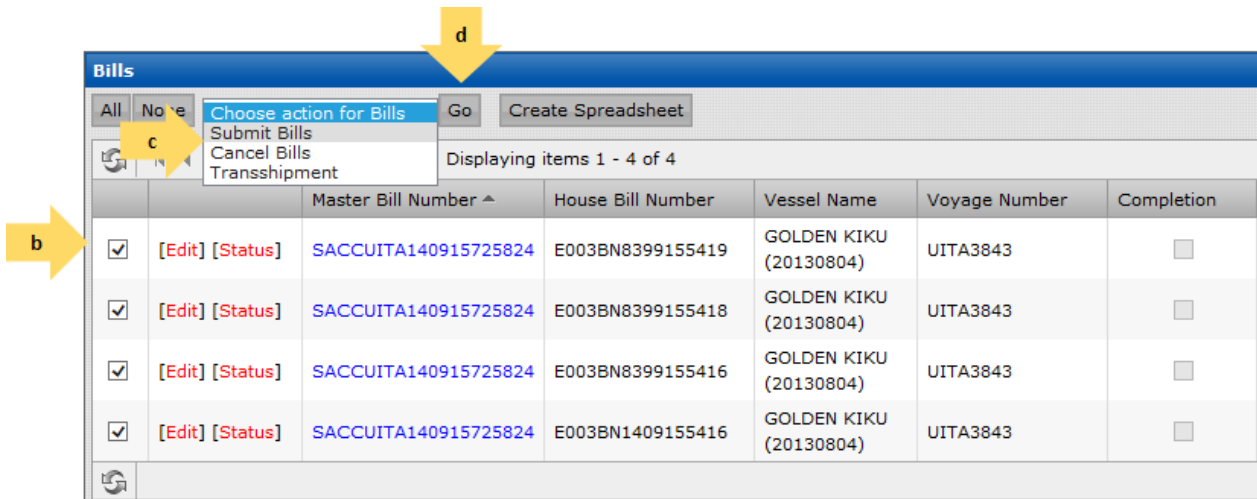 d
Bills
All None Choose action for Bills Go Create Spreadsheet
c Submit Bills
Cancel Bills
Transshipment
Displaying items 1 - 4 of 4
Master Bill Number House Bill Number Vessel Name Voyage Number Completion
b [Edit] [Status] SACCUITA140915725824 E003BN8399155419 GOLDEN KIKU UITA3843
(20130804)
[Edit] [Status] SACCUITA140915725824 E003BN8399155418 GOLDEN KIKU UITA3843
(20130804)
[Edit] [Status] SACCUITA140915725824 E003BN8399155416 GOLDEN KIKU UITA3843
(20130804)
[Edit] [Status] SACCUITA140915725824 E003BN1409155416 GOLDEN KIKU UITA3843
(20130804)